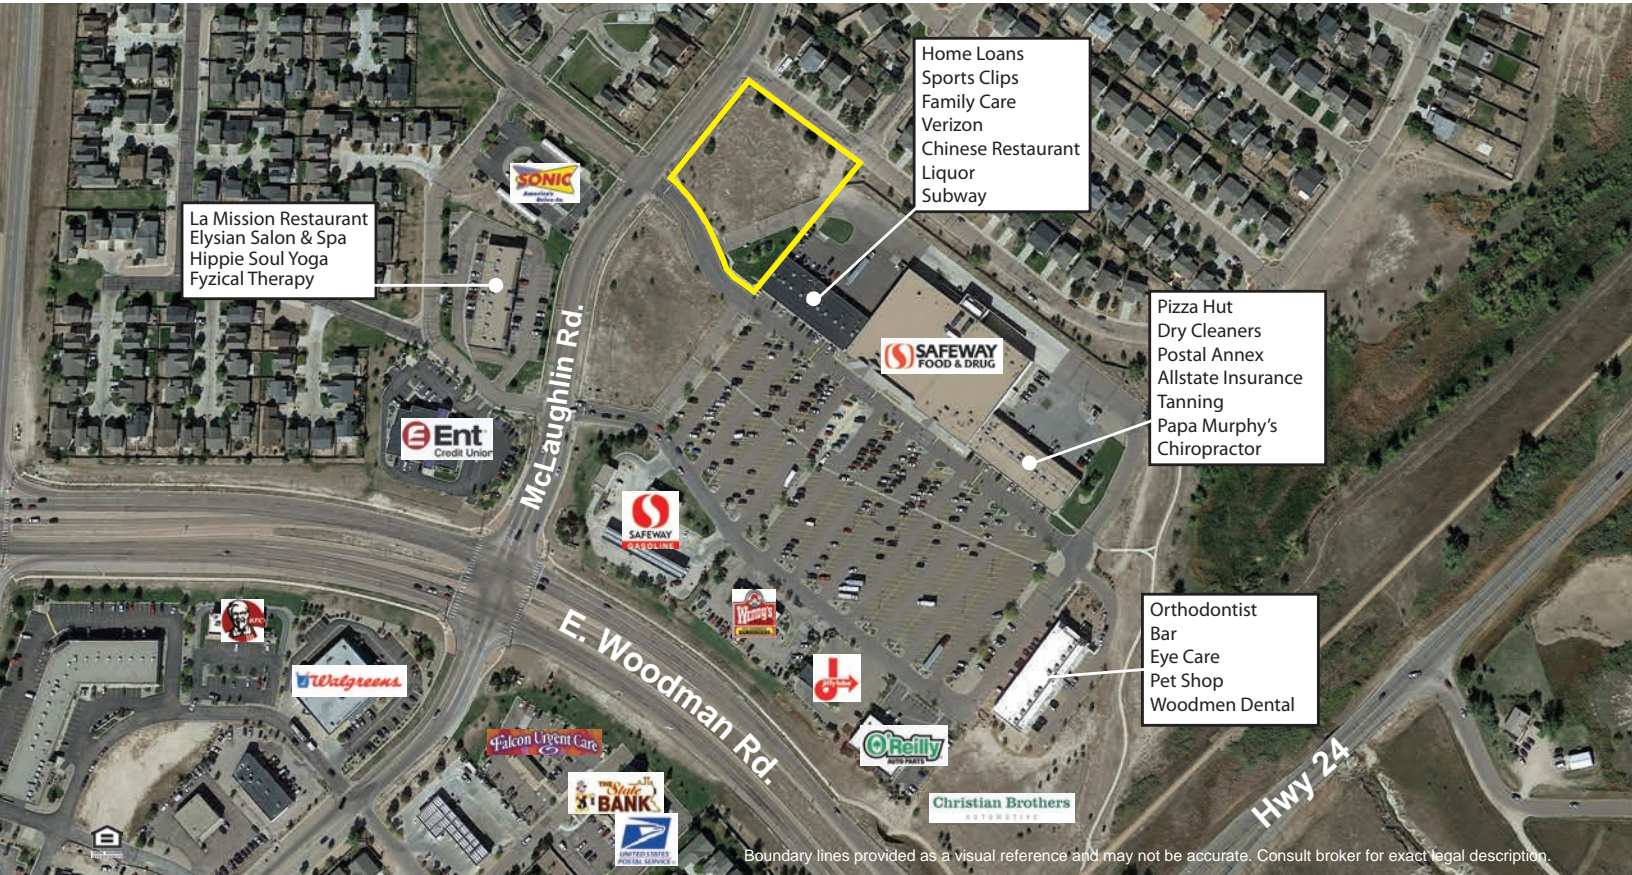 Home Loans
Sports Clips
Family Care
Verizon
Chinese Restaurant
Liquor
Subway
SONIC
America's
Drive-In
La Mission Restaurant
Elysian Salon & Spa
Hippie Soul Yoga
Fyzical Therapy
Pizza Hut
Dry Cleaners
Postal Annex
Allstate Insurance
Tanning
Papa Murphy's
Chiropractor
McLaughlin Rd.
SAFEWAY
FOOD & DRUG
Ent
Credit Union
SAFEWAY
GASOLINE
Wendy's
HAMBURGERS
E. Woodman Rd.
Orthodontist
Bar
Eye Care
Pet Shop
Woodmen Dental
KFC
Walgreens
jiffy lube
O'Reilly
AUTO PARTS
Falcon Urgent Care
THE
State
BANK
UNITED STATES
POSTAL SERVICE
Christian Brothers
AUTOMOTIVE
Hwy 24
Boundary lines provided as a visual reference and may not be accurate. Consult broker for exact legal description.